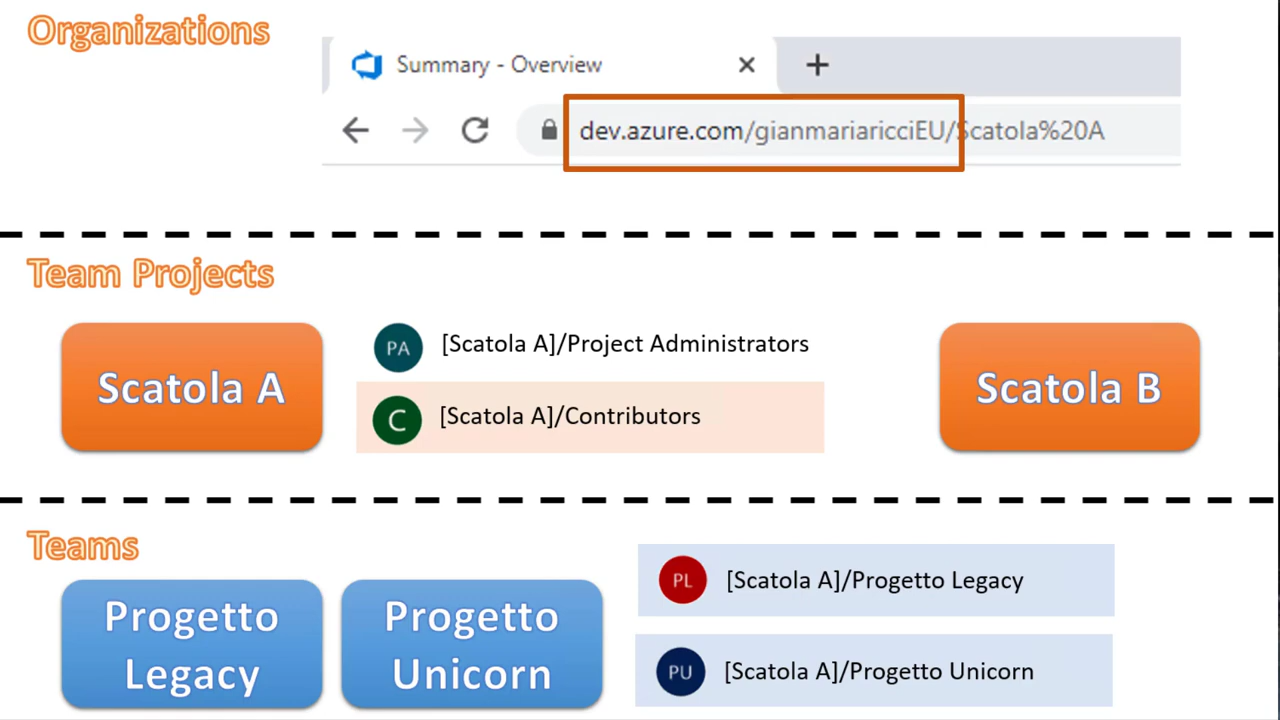 Organizations
Summary - Overview
dev.azure.com/gianmariaricciEU/Scatola%20A
Team Projects
Scatola A
PA [Scatola A]/Project Administrators
C [Scatola A]/Contributors
Scatola B
Teams
Progetto
Legacy
Progetto
Unicorn
PL [Scatola A]/Progetto Legacy
PU [Scatola A]/Progetto Unicorn